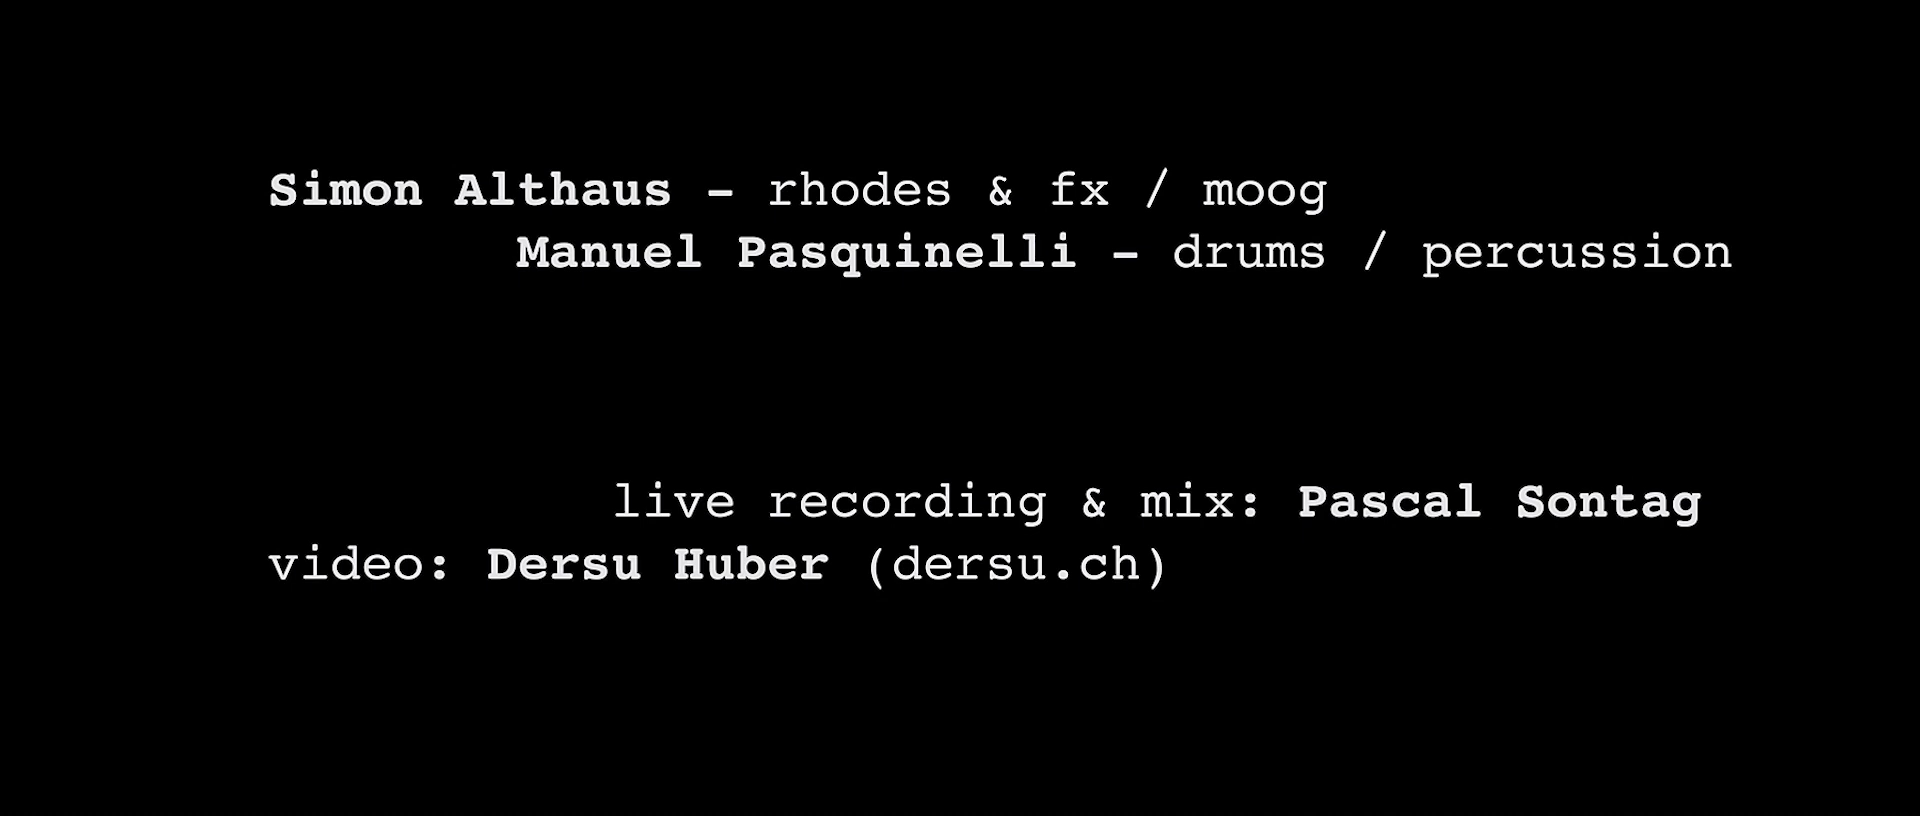 Simon Althaus – rhodes & fx / moog
Manuel Pasquinelli – drums / percussion
live recording & mix: Pascal Sontag
video: Dersu Huber (dersu.ch)